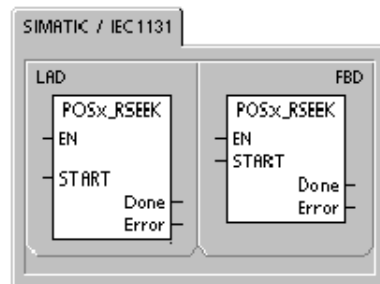 SIMATIC / IEC 1131
LAD
POSx_RSEEK
EN
START
Done
Error
FBD
POSx_RSEEK
EN
START
Done
Error